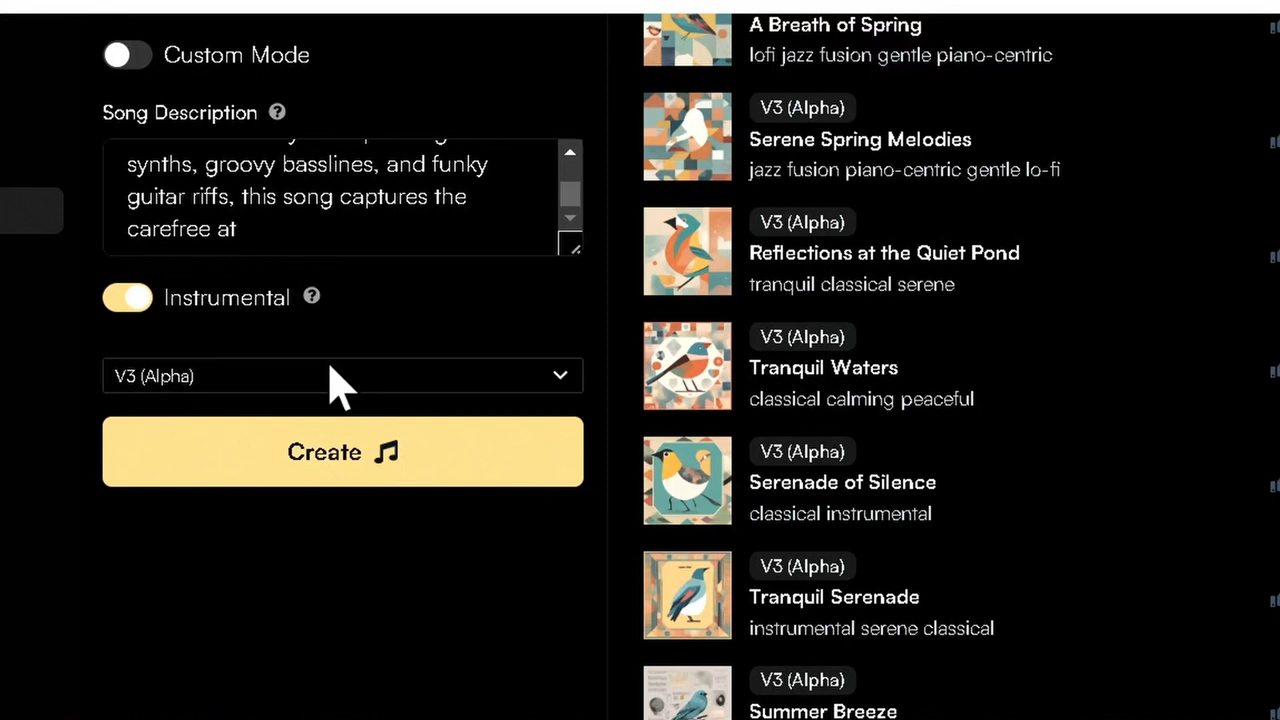 Custom Mode
Song Description
synths, groovy basslines, and funky
guitar riffs, this song captures the
carefree at
Instrumental
V3 (Alpha)
Create
A Breath of Spring
lofi jazz fusion gentle piano-centric
V3 (Alpha)
Serene Spring Melodies
jazz fusion piano-centric gentle lo-fi
V3 (Alpha)
Reflections at the Quiet Pond
tranquil classical serene
V3 (Alpha)
Tranquil Waters
classical calming peaceful
V3 (Alpha)
Serenade of Silence
classical instrumental
V3 (Alpha)
Tranquil Serenade
instrumental serene classical
V3 (Alpha)
Summer Breeze